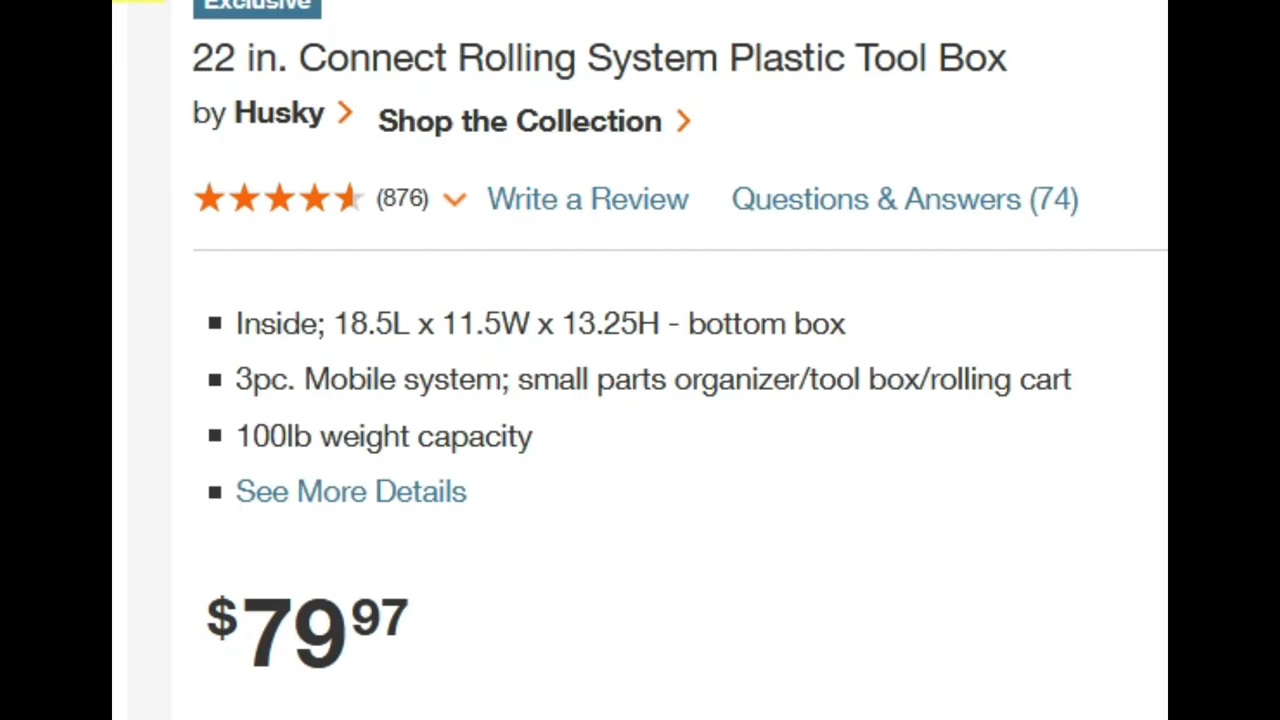 Exclusive
22 in. Connect Rolling System Plastic Tool Box
by Husky Shop the Collection
(876) Write a Review Questions & Answers (74)
Inside; 18.5L x 11.5W x 13.25H - bottom box
3pc. Mobile system; small parts organizer/tool box/rolling cart
100lb weight capacity
See More Details
$79 97